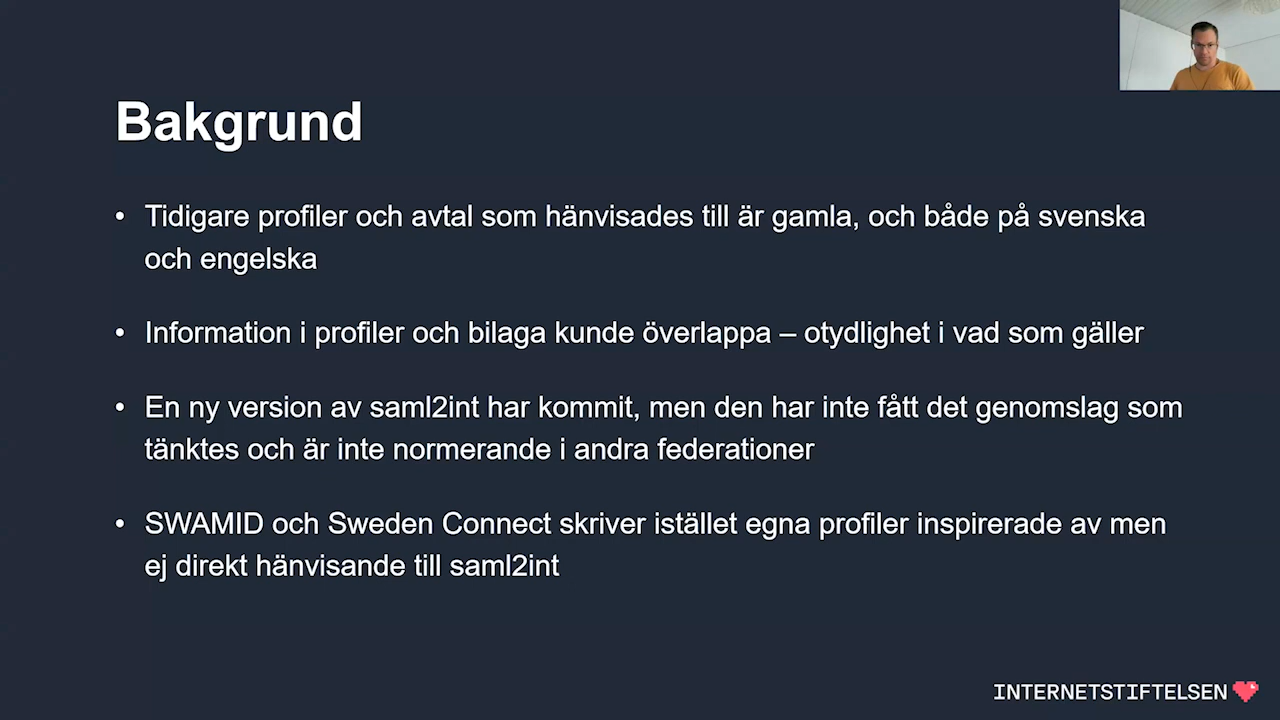 Bakgrund
• Tidigare profiler och avtal som hänvisades till är gamla, och både på svenska
och engelska
• Information i profiler och bilaga kunde överlappa – otydlighet i vad som gäller
• En ny version av saml2int har kommit, men den har inte fått det genomslag som
tänktes och är inte normerande i andra federationer
• SWAMID och Sweden Connect skriver istället egna profiler inspirerade av men
ej direkt hänvisande till saml2int
INTERNETSTIFTELSEN